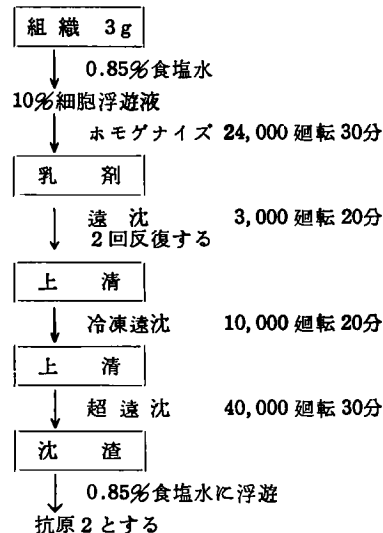 組織 3g
0.85%食塩水
10%細胞浮遊液
ホモゲナイズ 24,000 廻転 30分
乳 剤
遠 沈 3,000 廻転 20分
2回反復する
上 清
冷凍遠沈 10,000 廻転 20分
上 清
超遠沈 40,000 廻転 30分
沈 渣
0.85%食塩水に浮遊
抗原2とする